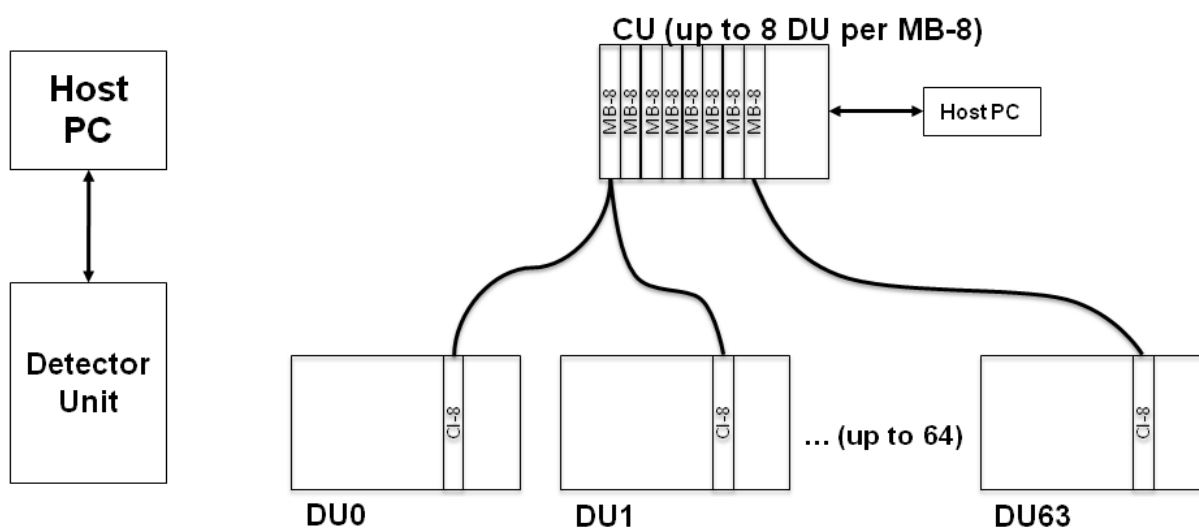 Host
PC
Detector
Unit
CU (up to 8 DU per MB-8)
MB-8
MB-8
MB-8
MB-8
MB-8
MB-8
MB-8
MB-8
Host PC
CI-8
CI-8
... (up to 64)
CI-8
DU0
DU1
DU63